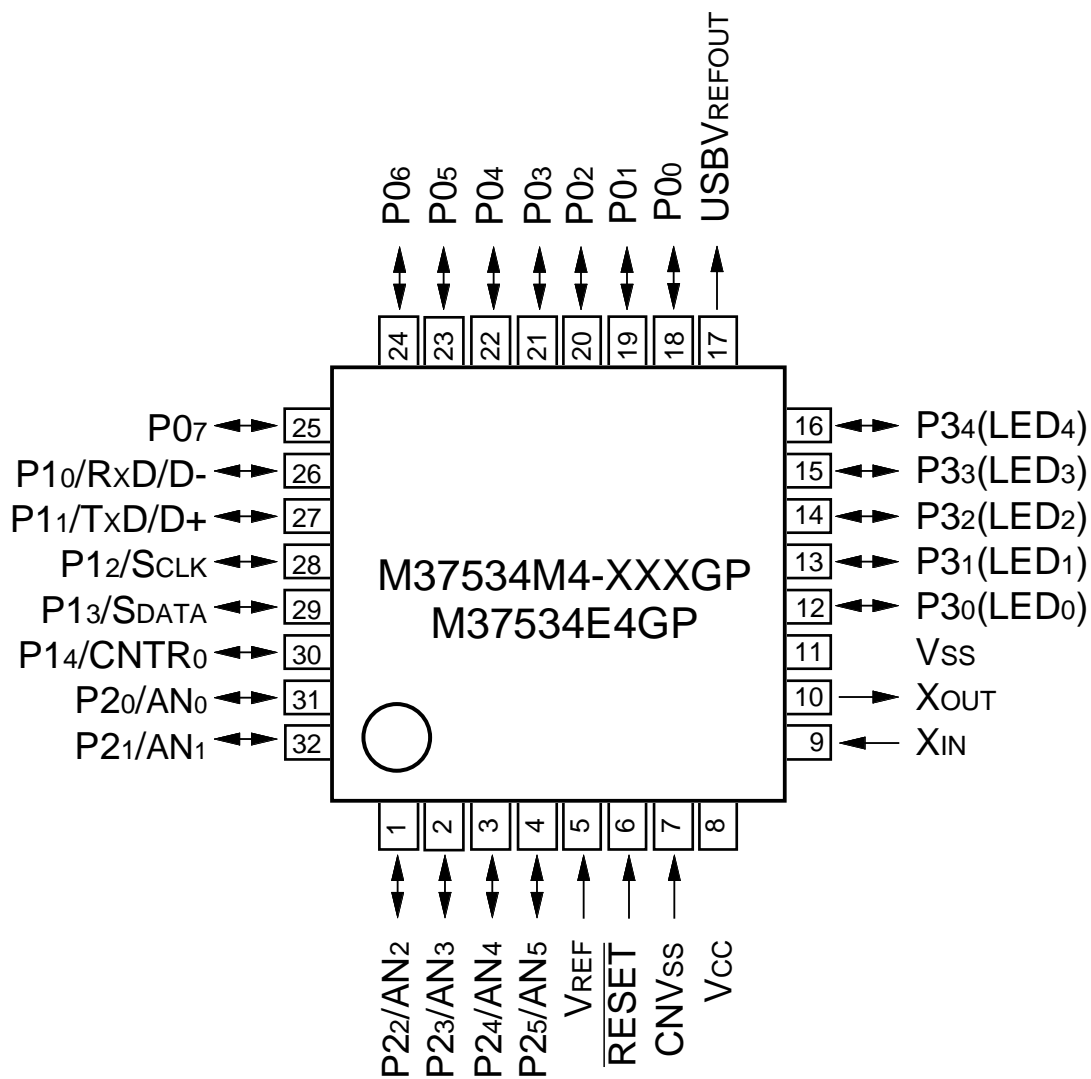 P06
P05
P04
P03
P02
P01
P00
USBVREFOUT
24
23
22
21
20
19
18
17
P07
25
P10/RXD/D-
26
P11/TXD/D+
27
P12/SCLK
28
P13/SDATA
29
P14/CNTR0
30
P20/AN0
31
P21/AN1
32
M37534M4-XXXGP
M37534E4GP
16
P34(LED4)
15
P33(LED3)
14
P32(LED2)
13
P31(LED1)
12
P30(LED0)
11
VSS
10
XOUT
9
XIN
1
2
3
4
5
6
7
8
P22/AN2
P23/AN3
P24/AN4
P25/AN5
VREF
RESET
CNVSS
VCC